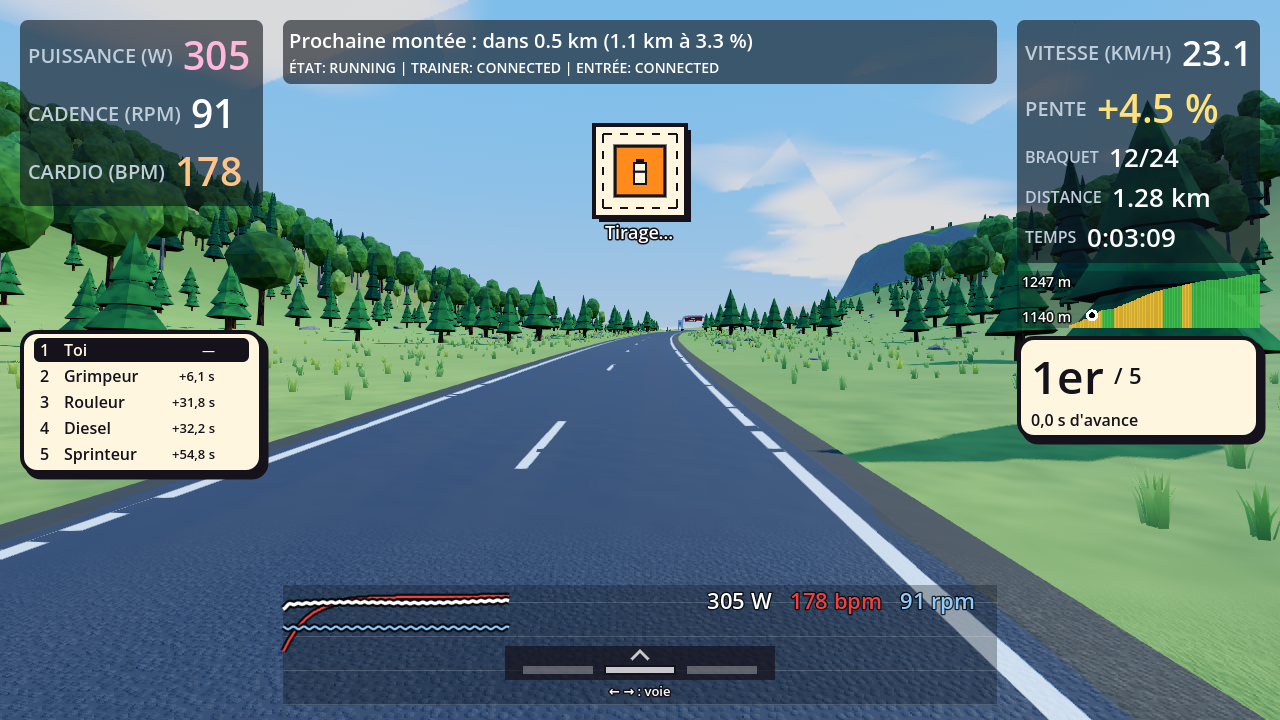 PUISSANCE (W) 305
CADENCE (RPM) 91
CARDIO (BPM) 178
Prochaine montée : dans 0.5 km (1.1 km à 3.3 %)
ÉTAT: RUNNING | TRAINER: CONNECTED | ENTRÉE: CONNECTED
VITESSE (KM/H) 23.1
PENTE +4.5 %
BRAQUET 12/24
DISTANCE 1.28 km
TEMPS 0:03:09
1247 m
1140 m
Tirage...
1 Toi —
2 Grimpeur +6,1 s
3 Rouleur +31,8 s
4 Diesel +32,2 s
5 Sprinteur +54,8 s
1er / 5
0,0 s d'avance
305 W 178 bpm 91 rpm
← → : voie